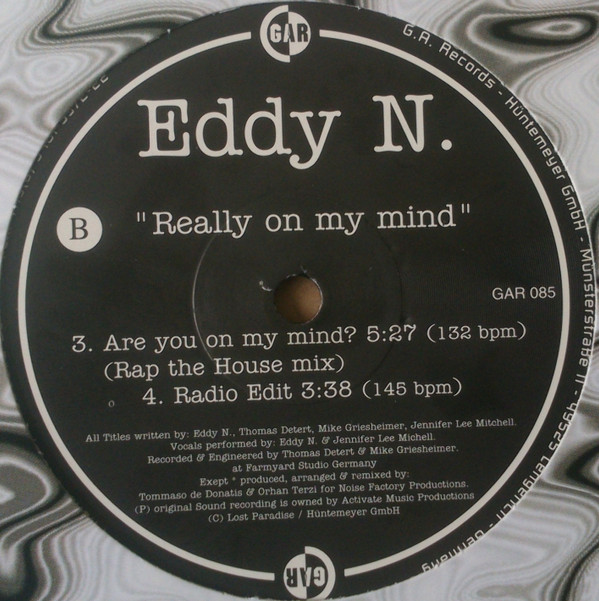 GAR
Eddy N.
B
"Really on my mind"
GAR 085
3. Are you on my mind? 5:27 (132 bpm)
(Rap the House mix)
4. Radio Edit 3:38 (145 bpm)
All Titles written by: Eddy N., Thomas Detert, Mike Griesheimer, Jennifer Lee Mitchell.
Vocals performed by: Eddy N. & Jennifer Lee Michell.
Recorded & Engineered by Thomas Detert & Mike Griesheimer.
at Farmyard Studio Germany
Exept * produced, arranged & remixed by:
Tommaso de Donatis & Orhan Terzi for Noise Factory Productions.
(P) original Sound recording is owned by Activate Music Productions
(C) Lost Paradise / Hüntemeyer GmbH
GAR
G.A. Records - Hüntemeyer GmbH - Münsterstraße 11 - 49525 Lengerich - Germany